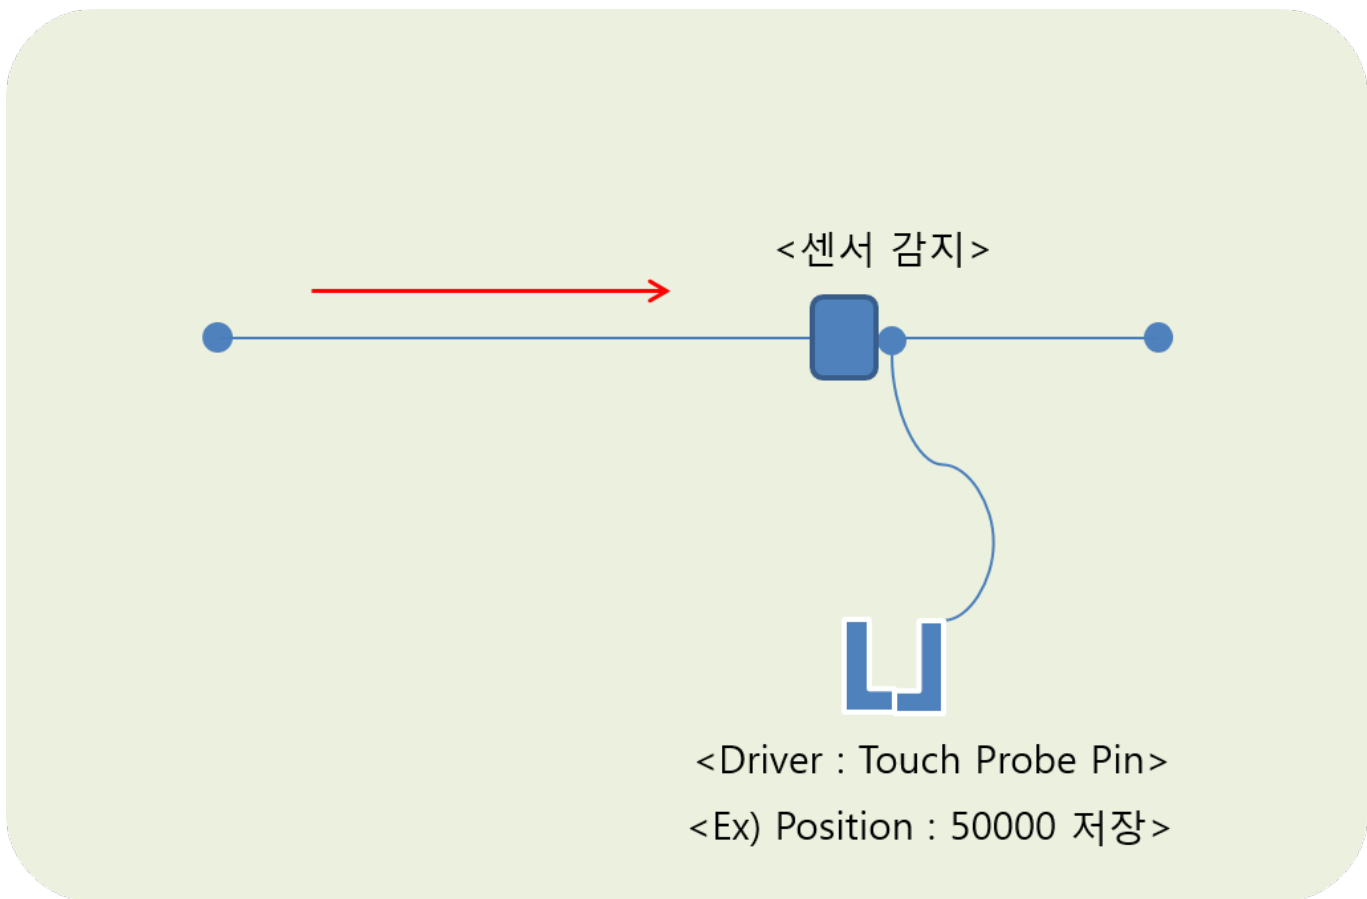 <센서 감지>
<Driver : Touch Probe Pin>
<Ex) Position : 50000 저장>